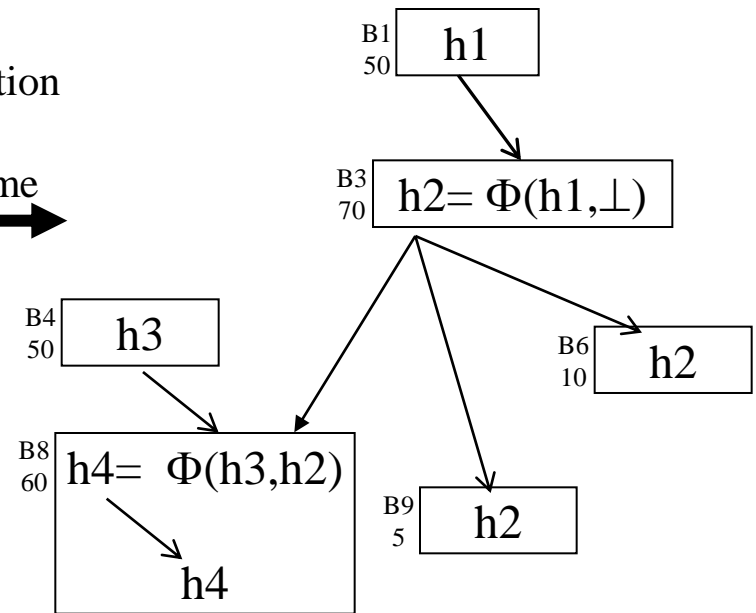 B1
50
h1
tion
me
B3
70
h2= Φ(h1,⊥)
B4
50
h3
B6
10
h2
B8
60
h4= Φ(h3,h2)
h4
B9
5
h2